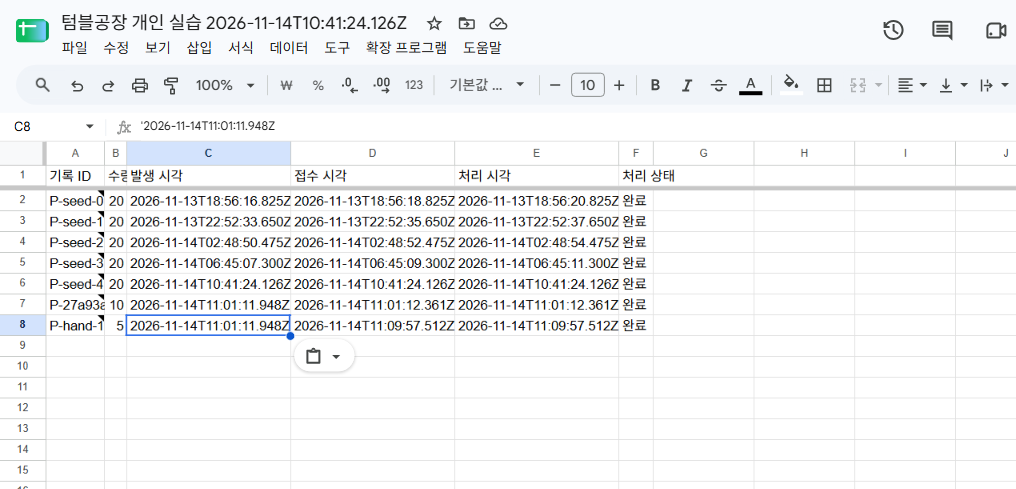 텀블공장 개인 실습 2026-11-14T10:41:24.126Z
파일 수정 보기 삽입 서식 데이터 도구 확장 프로그램 도움말
100% ₩ % .0 .00 123 기본값 ... 10 B I A
C8 fx '2026-11-14T11:01:11.948Z
A B C D E F G H I J
1 기록 ID 수량 발생 시각 접수 시각 처리 시각 처리 상태
2 P-seed-0 20 2026-11-13T18:56:16.825Z 2026-11-13T18:56:18.825Z 2026-11-13T18:56:20.825Z 완료
3 P-seed-1 20 2026-11-13T22:52:33.650Z 2026-11-13T22:52:35.650Z 2026-11-13T22:52:37.650Z 완료
4 P-seed-2 20 2026-11-14T02:48:50.475Z 2026-11-14T02:48:52.475Z 2026-11-14T02:48:54.475Z 완료
5 P-seed-3 20 2026-11-14T06:45:07.300Z 2026-11-14T06:45:09.300Z 2026-11-14T06:45:11.300Z 완료
6 P-seed-4 20 2026-11-14T10:41:24.126Z 2026-11-14T10:41:24.126Z 2026-11-14T10:41:24.126Z 완료
7 P-27a93a 10 2026-11-14T11:01:11.948Z 2026-11-14T11:01:12.361Z 2026-11-14T11:01:12.361Z 완료
8 P-hand-1 5 2026-11-14T11:01:11.948Z 2026-11-14T11:09:57.512Z 2026-11-14T11:09:57.512Z 완료
9
10
11
12
13
14
15